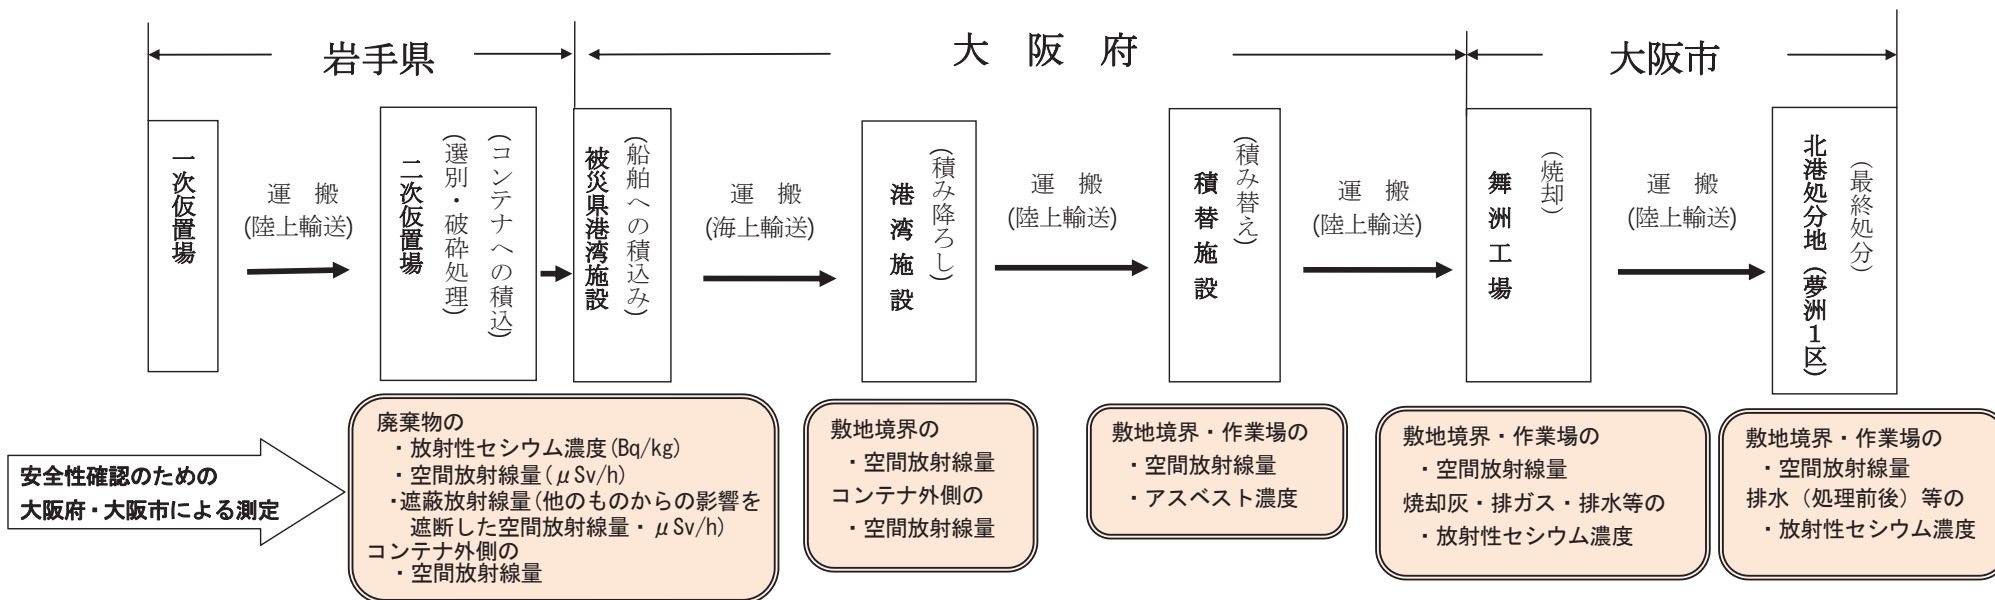 岩手県
大 阪 府
大阪市
一次仮置場
運 搬
(陸上輸送)
二次仮置場
(選別・破砕処理)
(コンテナへの積込)
被災県港湾施設
(船舶への積込み)
運 搬
(海上輸送)
港湾施設
(積み降ろし)
運 搬
(陸上輸送)
積替施設
(積み替え)
運 搬
(陸上輸送)
舞洲工場
(焼却)
運 搬
(陸上輸送)
北港処分地(夢洲1区)
(最終処分)
安全性確認のための
大阪府・大阪市による測定
廃棄物の
・放射性セシウム濃度(Bq/kg)
・空間放射線量(μSv/h)
・遮蔽放射線量(他のものからの影響を
遮断した空間放射線量・μSv/h)
コンテナ外側の
・空間放射線量
敷地境界の
・空間放射線量
コンテナ外側の
・空間放射線量
敷地境界・作業場の
・空間放射線量
・アスベスト濃度
敷地境界・作業場の
・空間放射線量
焼却灰・排ガス・排水等の
・放射性セシウム濃度
敷地境界・作業場の
・空間放射線量
排水(処理前後)等の
・放射性セシウム濃度